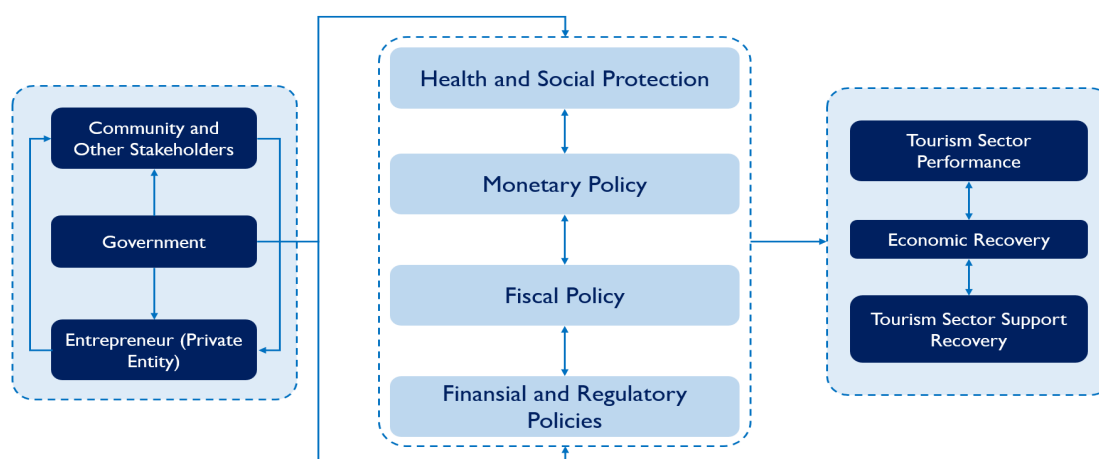 Community and
Other Stakeholders
Government
Entrepreneur (Private
Entity)
Health and Social Protection
Monetary Policy
Fiscal Policy
Finansial and Regulatory
Policies
Tourism Sector
Performance
Economic Recovery
Tourism Sector Support
Recovery